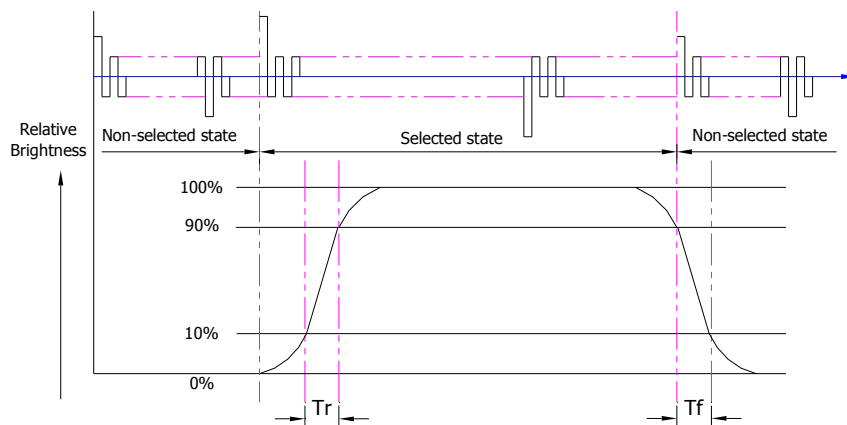 Relative
Brightness
Non-selected state
Selected state
Non-selected state
100%
90%
10%
0%
Tr
Tf